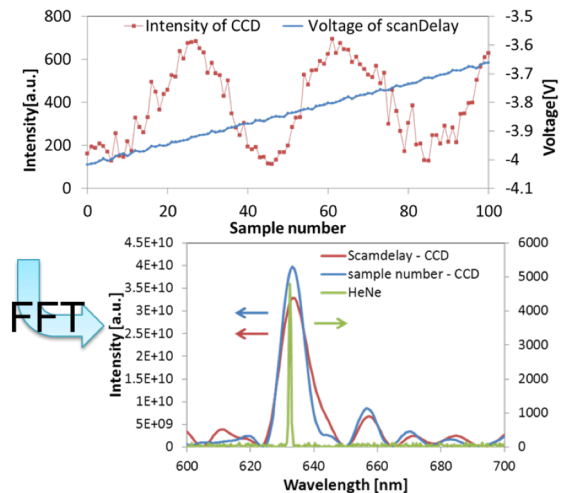 Intensity of CCD
Voltage of scanDelay
Intensity[a.u.]
800
600
400
200
0
-3.5
-3.6
-3.7
-3.8
-3.9
-4
-4.1
Voltage[V]
0 20 40 60 80 100
Sample number
FFT
Intensity [a.u.]
4.5E+10
4E+10
3.5E+10
3E+10
2.5E+10
2E+10
1.5E+10
1E+10
5E+09
0
Scamdelay - CCD
sample number - CCD
HeNe
6000
5000
4000
3000
2000
1000
0
600 620 640 660 680 700
Wavelength [nm]